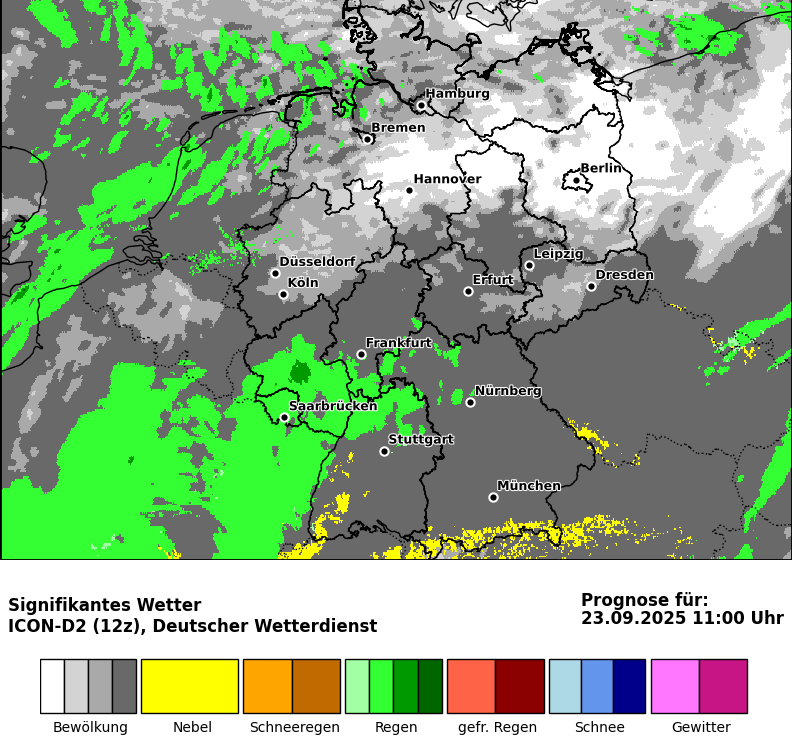 Hamburg
Bremen
Berlin
Hannover
Leipzig
Düsseldorf
Dresden
Köln
Erfurt
Frankfurt
Nürnberg
Saarbrücken
Stuttgart
München
Signifikantes Wetter
ICON-D2 (12z), Deutscher Wetterdienst
Prognose für:
23.09.2025 11:00 Uhr
Bewölkung Nebel Schneeregen Regen gefr. Regen Schnee Gewitter